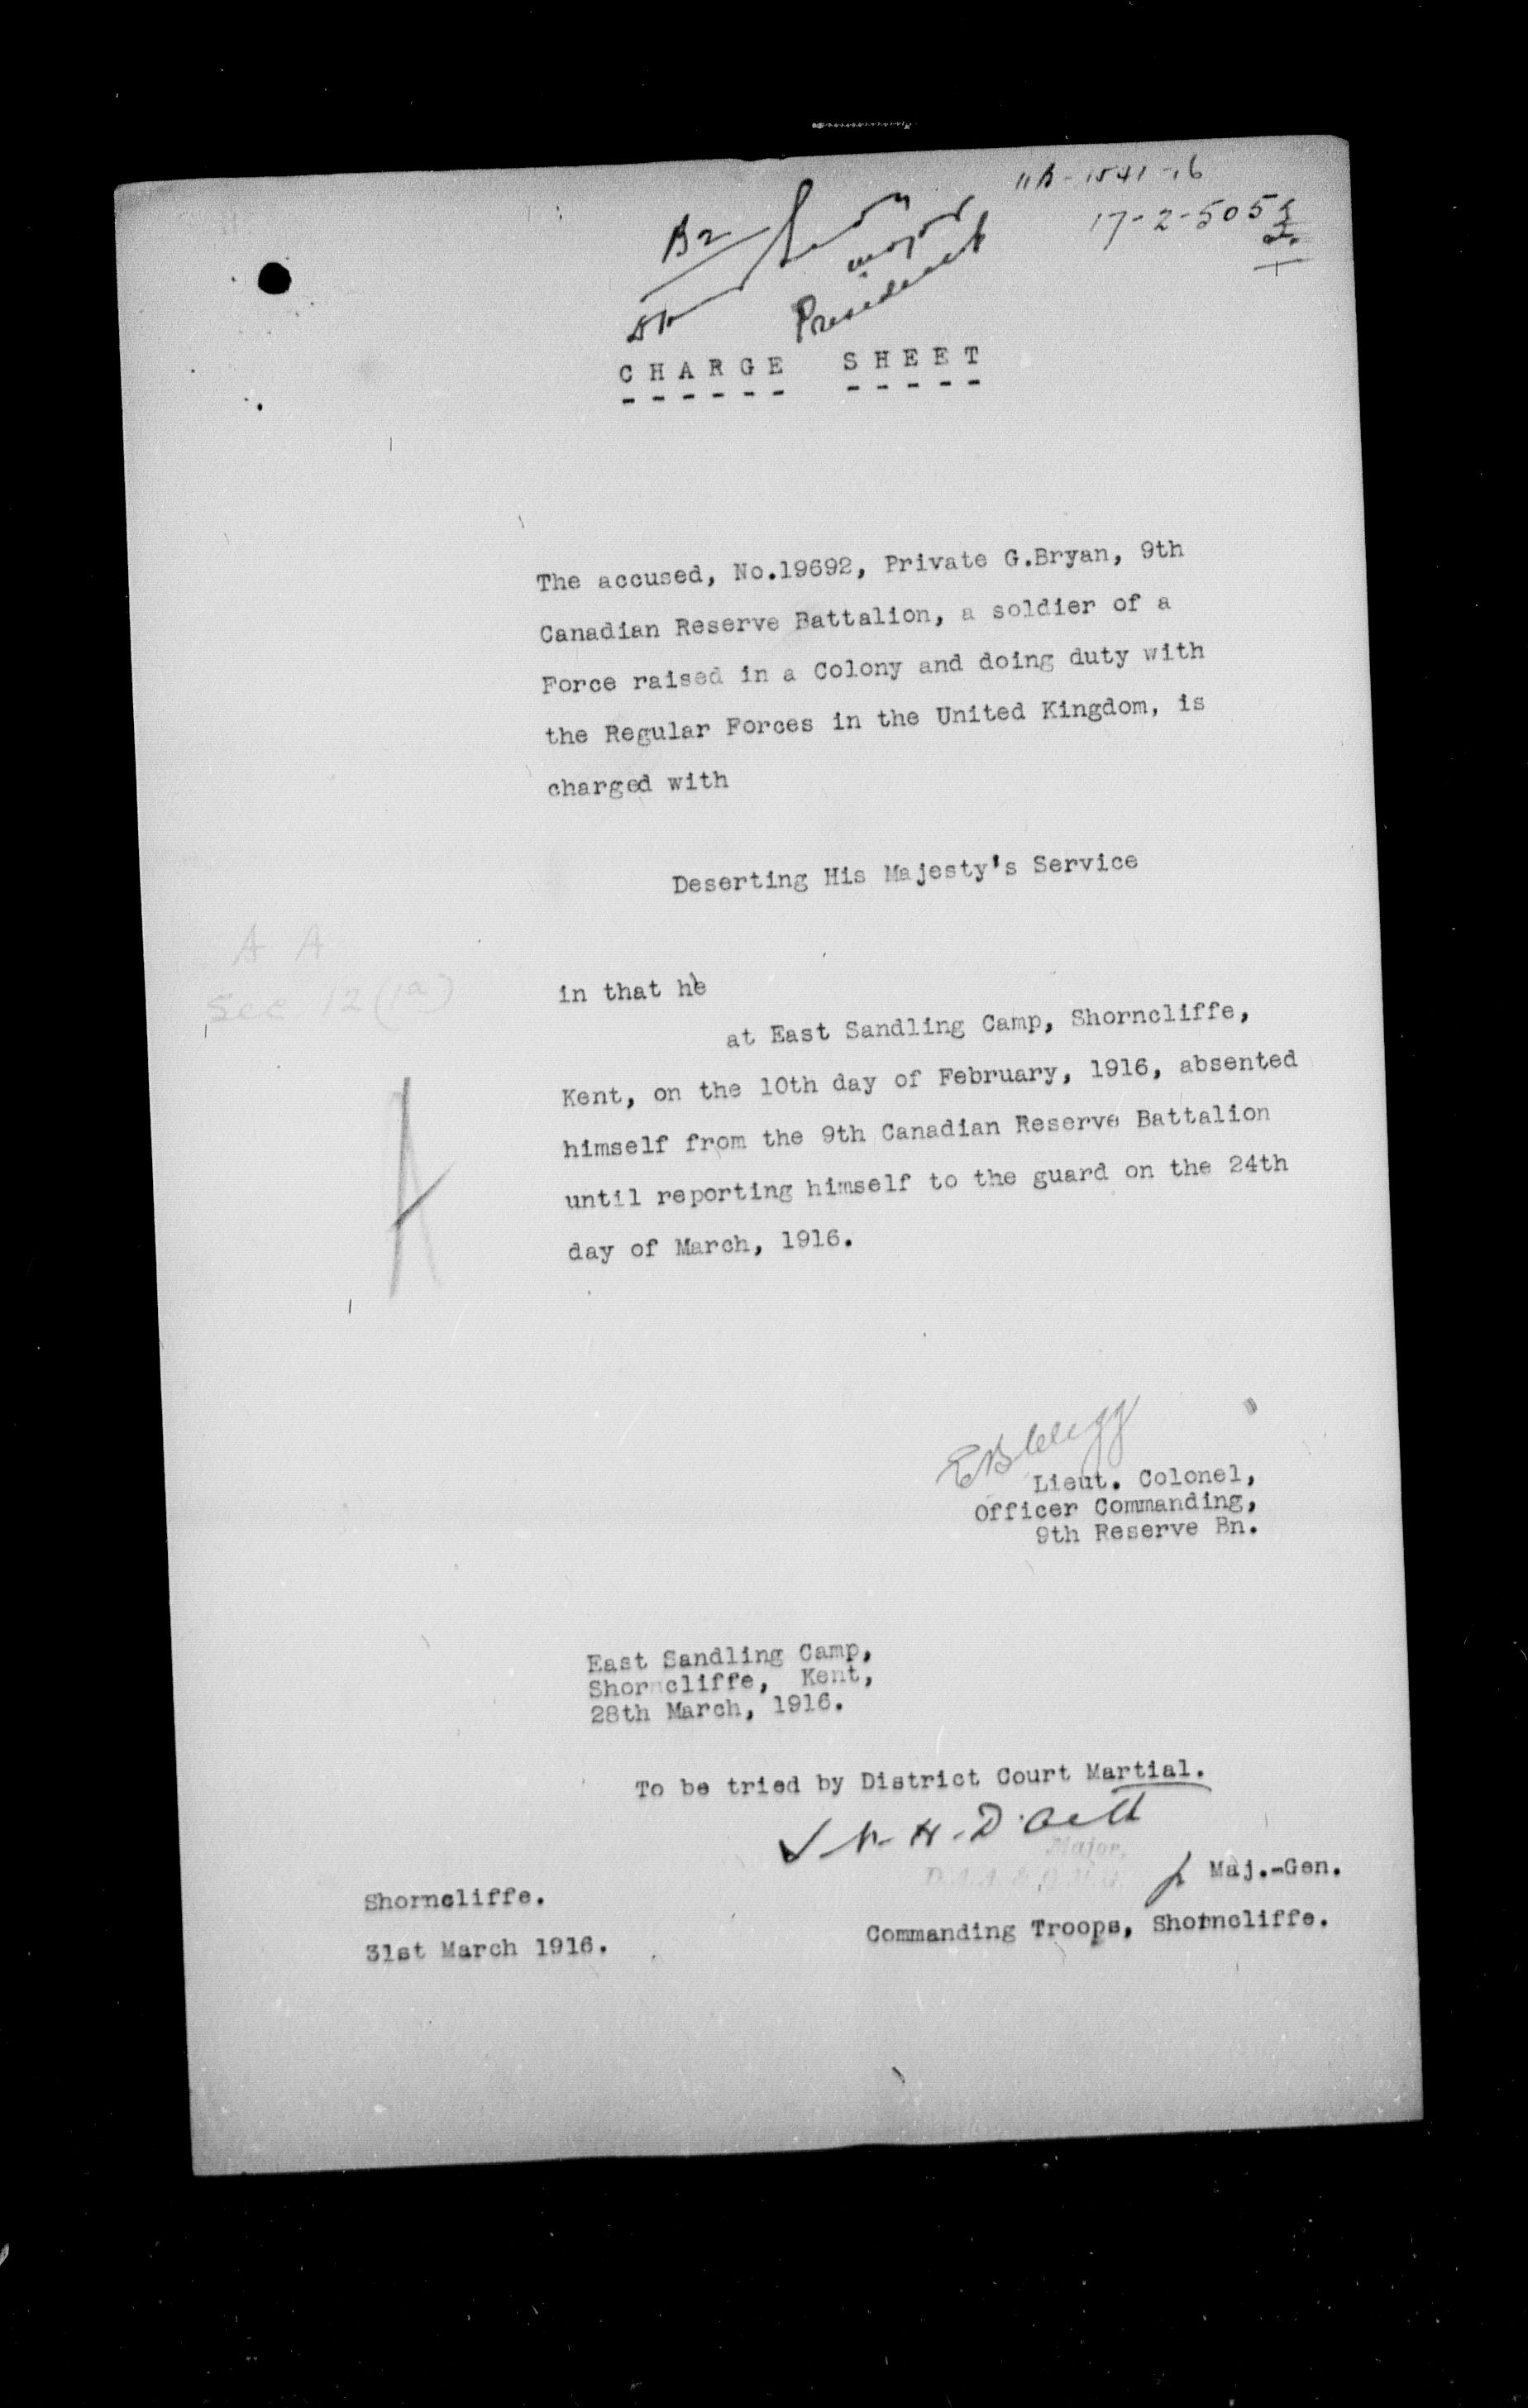 17-2-505
B2
Major
President
CHARGE SHEET
The accused, No.19692, Private G.Bryan, 9th
Canadian Reserve Battalion, a soldier of a
Force raised in a Colony and doing duty with
the Regular Forces in the United Kingdom, is
charged with
Deserting His Majesty's Service
A A
Sec 12 (1a)
in that he
at East Sandling Camp, Shorncliffe,
Kent, on the 10th day of February, 1916, absented
himself from the 9th Canadian Reserve Battalion
until reporting himself to the guard on the 24th
day of March, 1916.
A
Lieut. Colonel,
Officer Commanding,
9th Reserve Bn.
East Sandling Camp,
Shorncliffe, Kent,
28th March, 1916.
To be tried by District Court Martial.
Major,
Maj.-Gen.
Shorncliffe.
Commanding Troops, Shorncliffe.
31st March 1916.